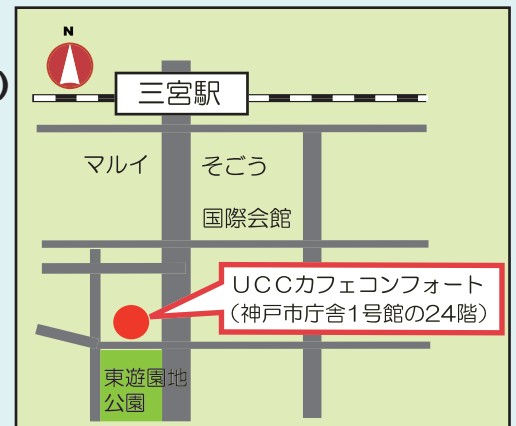 N
)
三宮駅
マルイ
そごう
国際会館
UCCカフェコンフォート
(神戸市庁舎1号館の24階)
東遊園地
公園